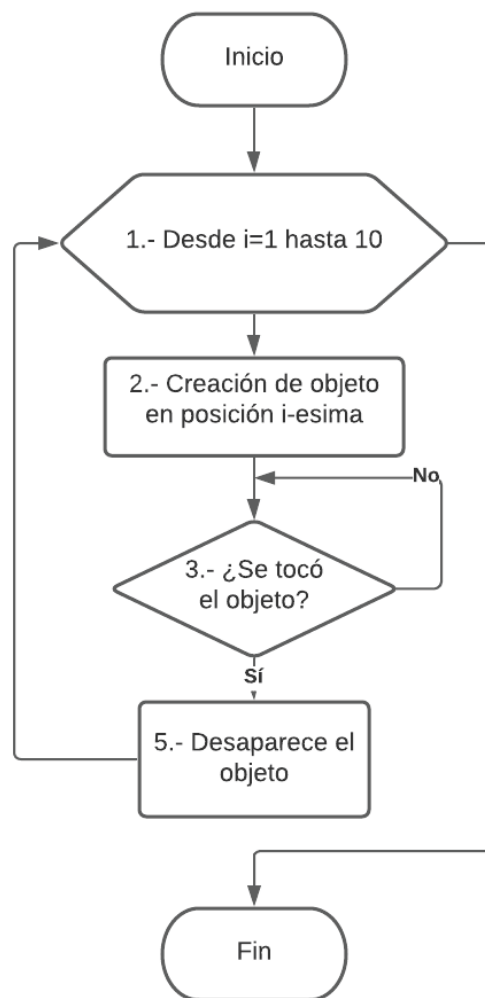 Inicio
1.- Desde i=1 hasta 10
2.- Creación de objeto
en posición i-esima
No
3.- ¿Se tocó
el objeto?
Sí
5.- Desaparece el
objeto
Fin